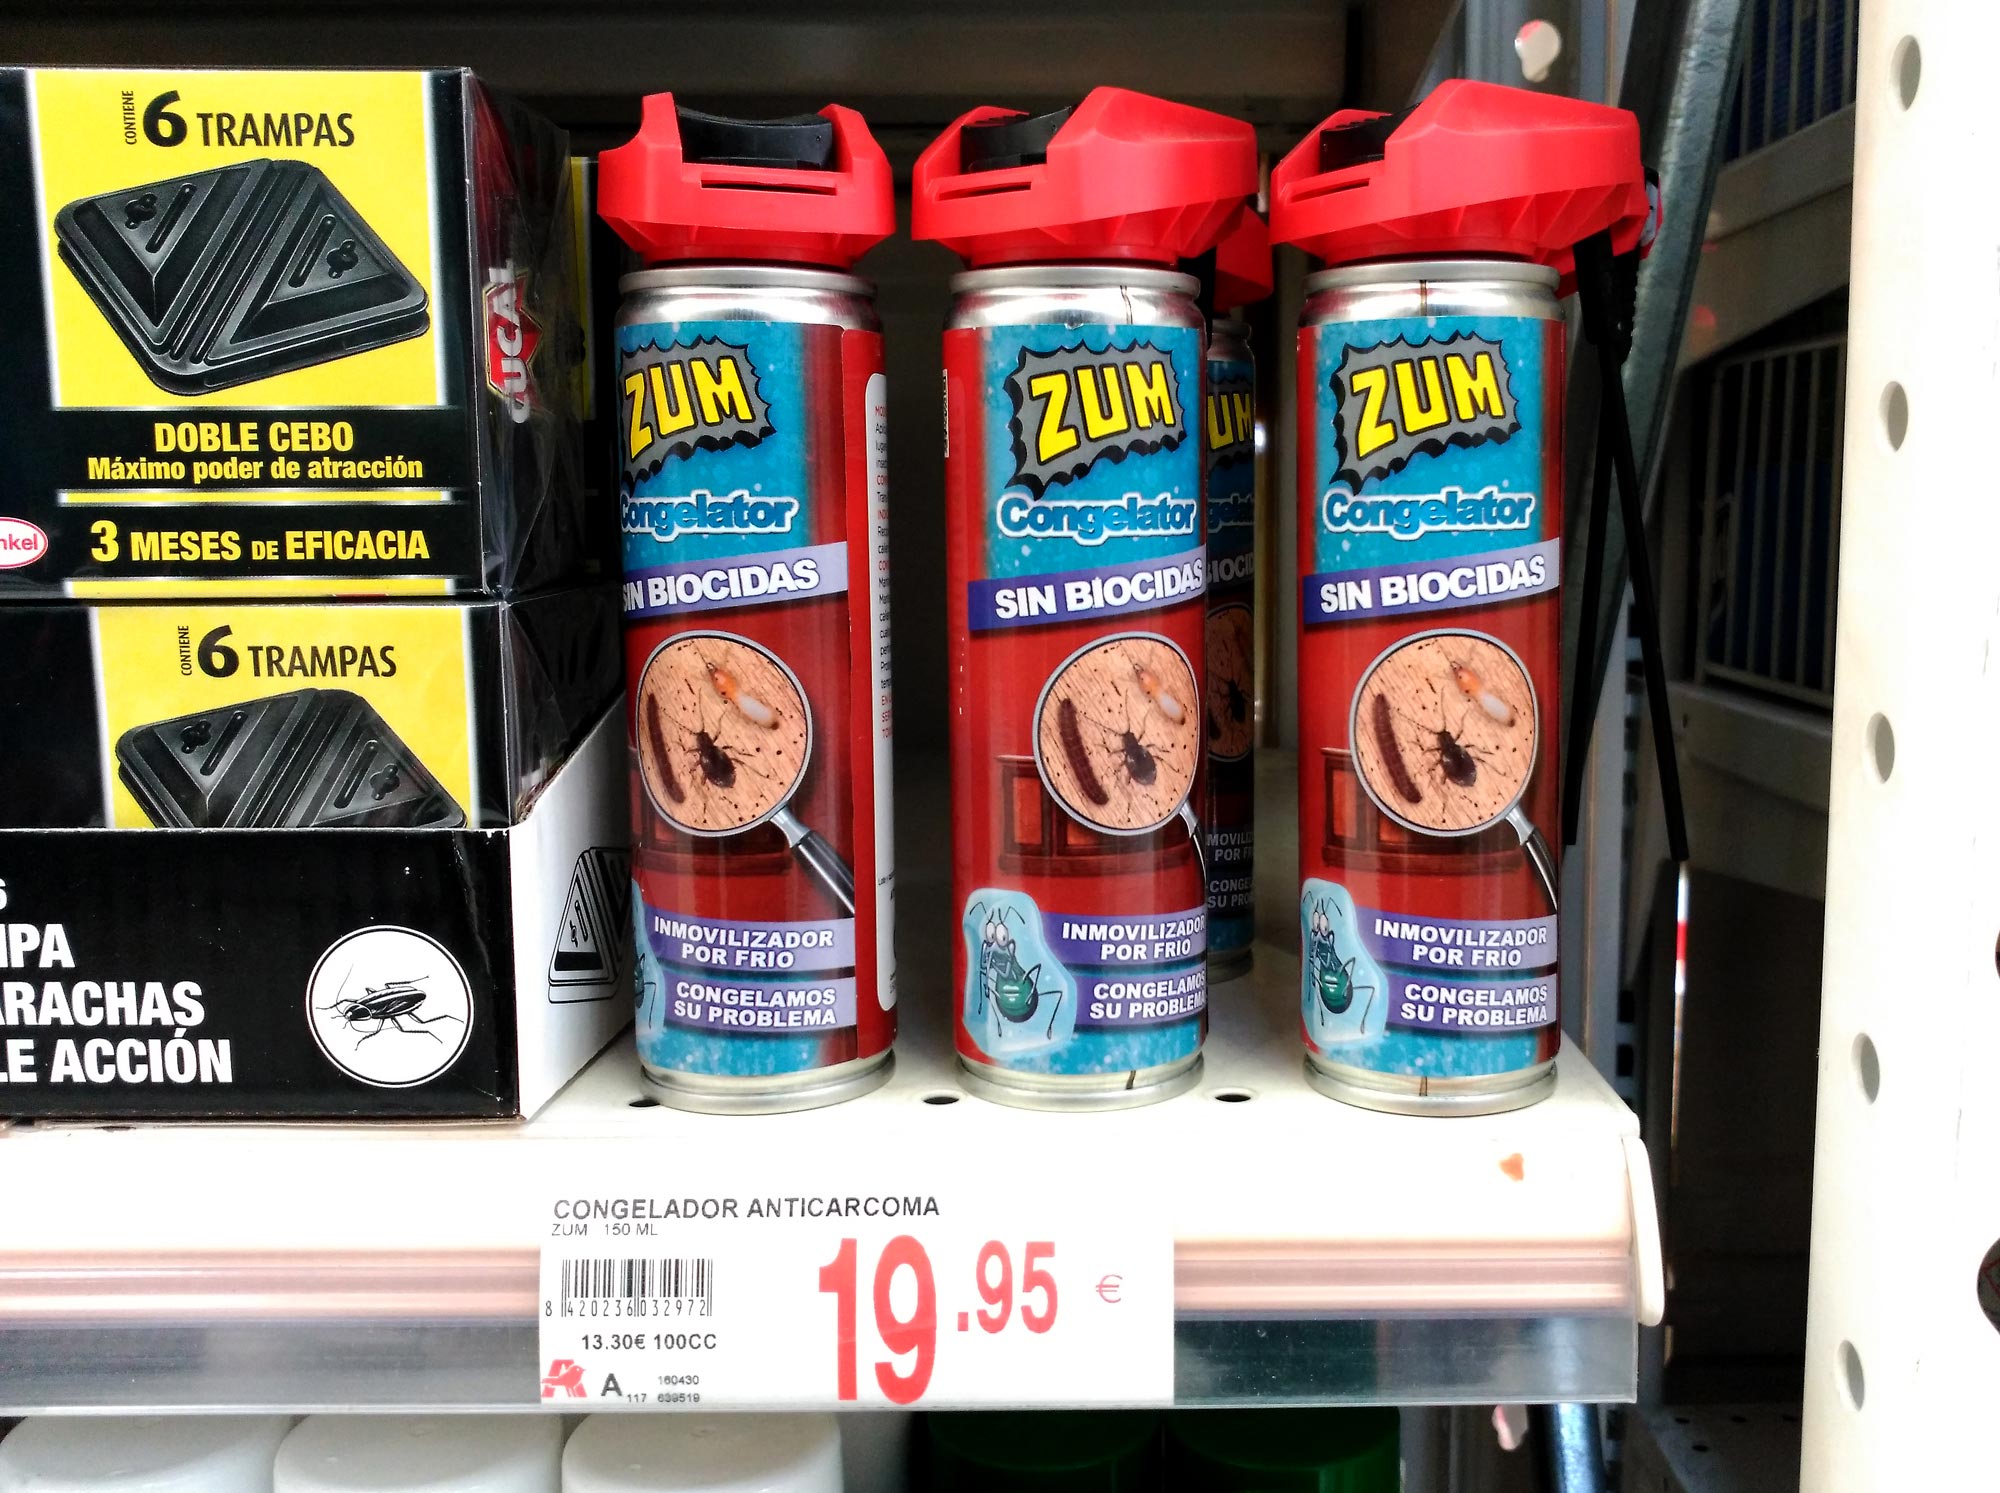 CONTIENE
6 TRAMPAS
DOBLE CEBO
Máximo poder de atracción
3 MESES DE EFICACIA
CONTIENE
6 TRAMPAS
LE ACCIÓN
ZUM
Congelator
SIN BIOCIDAS
INMOVILIZADOR
POR FRIO
CONGELAMOS
SU PROBLEMA
ZUM
Congelator
SIN BIOCIDAS
INMOVILIZADOR
POR FRIO
CONGELAMOS
SU PROBLEMA
ZUM
Congelator
SIN BIOCIDAS
INMOVILIZADOR
POR FRIO
CONGELAMOS
SU PROBLEMA
CONGELADOR ANTICARCOMA
ZUM 150 ML
19.95 €
8 420236 032972
13.30€ 100CC
A 117 160430
639519